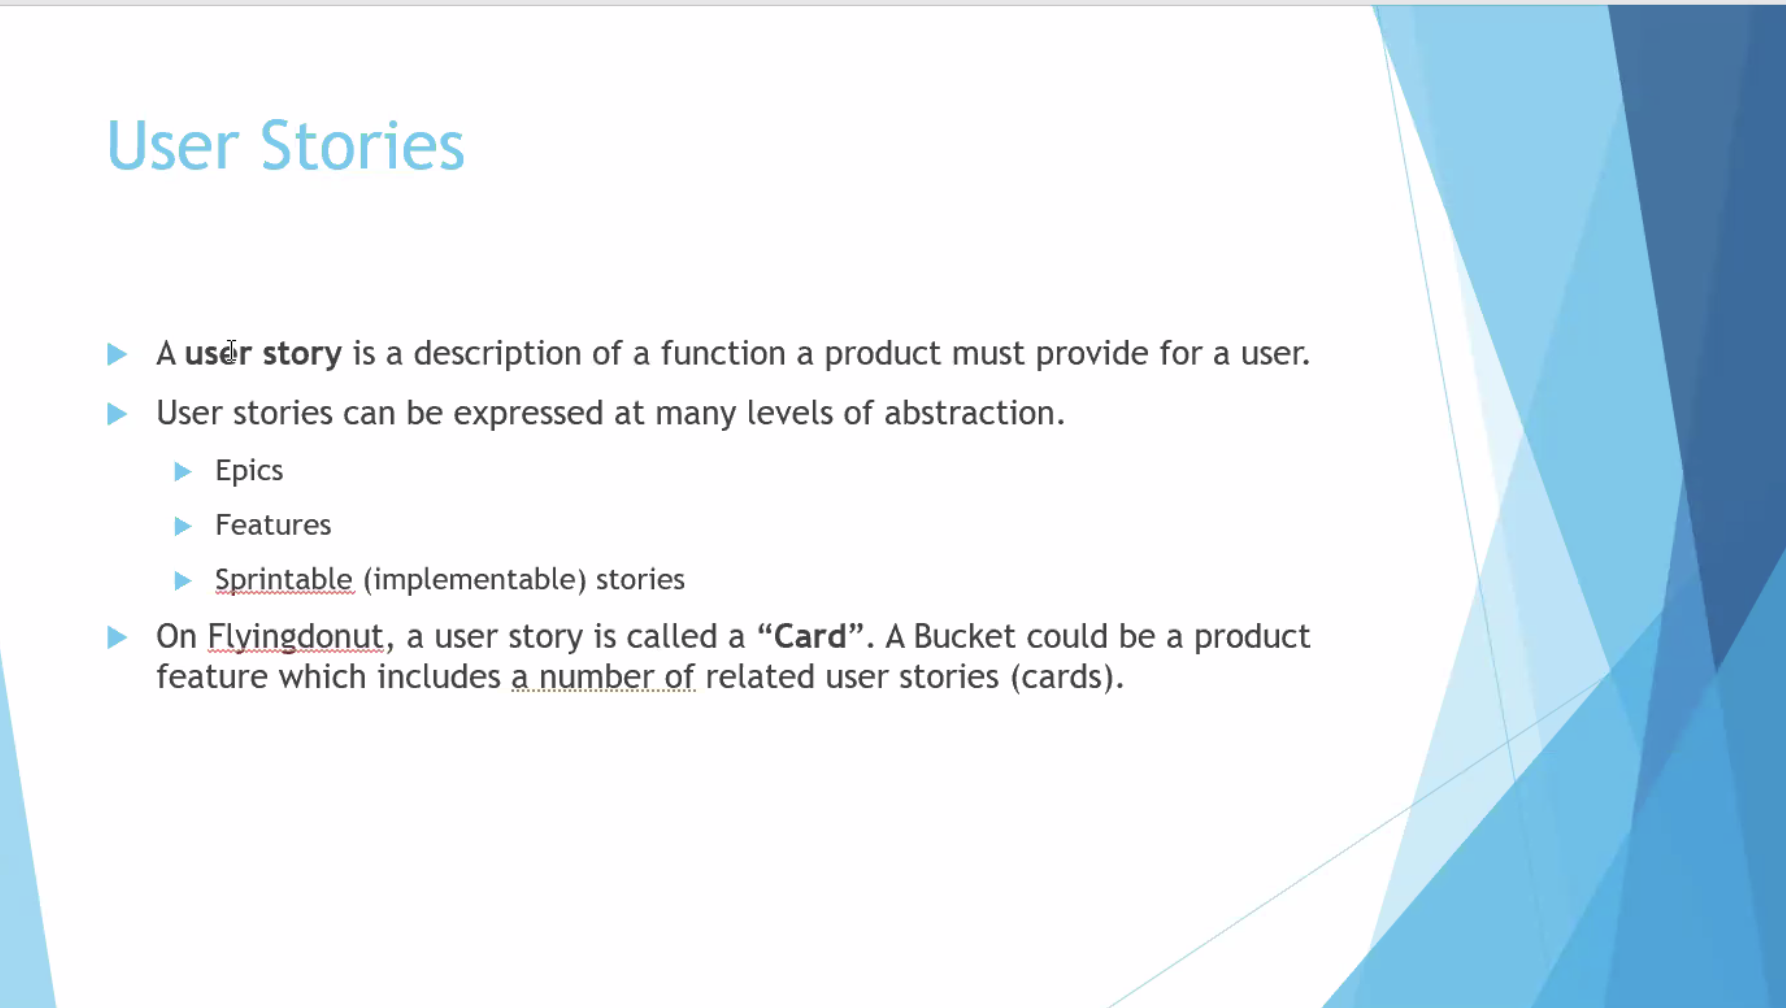 User Stories
A user story is a description of a function a product must provide for a user.
User stories can be expressed at many levels of abstraction.
Epics
Features
Sprintable (implementable) stories
On Flyingdonut, a user story is called a “Card”. A Bucket could be a product
feature which includes a number of related user stories (cards).